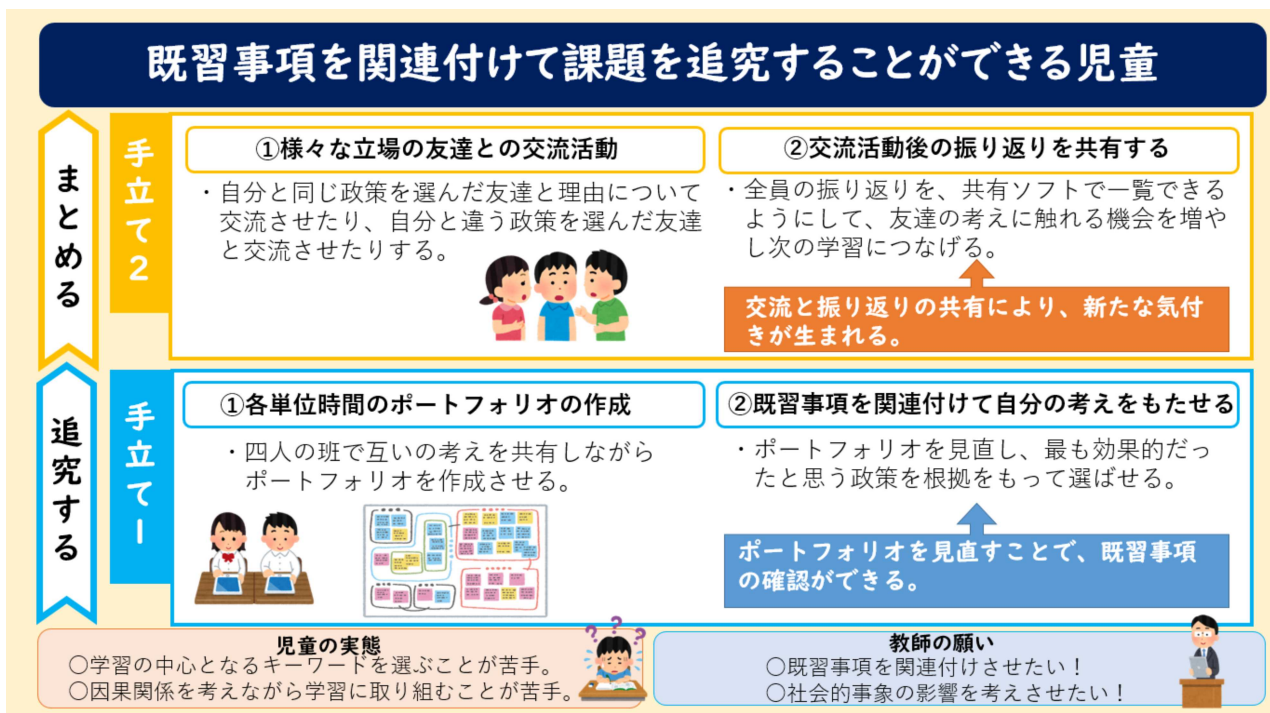 既習事項を関連付けて課題を追究することができる児童
まとめる
手立て2
①様々な立場の友達との交流活動
・自分と同じ政策を選んだ友達と理由について
交流させたり、自分と違う政策を選んだ友達
と交流させたりする。
②交流活動後の振り返りを共有する
・全員の振り返りを、共有ソフトで一覧できる
ようにして、友達の考えに触れる機会を増や
し次の学習につなげる。
交流と振り返りの共有により、新たな気付
きが生まれる。
追究する
手立て1
①各単位時間のポートフォリオの作成
・四人の班で互いの考えを共有しながら
ポートフォリオを作成させる。
②既習事項を関連付けて自分の考えをもたせる
・ポートフォリオを見直し、最も効果的だっ
たと思う政策を根拠をもって選ばせる。
ポートフォリオを見直すことで、既習事項
の確認ができる。
児童の実態
○学習の中心となるキーワードを選ぶことが苦手。
○因果関係を考えながら学習に取り組むことが苦手。
???
教師の願い
○既習事項を関連付けさせたい!
○社会的事象の影響を考えさせたい!